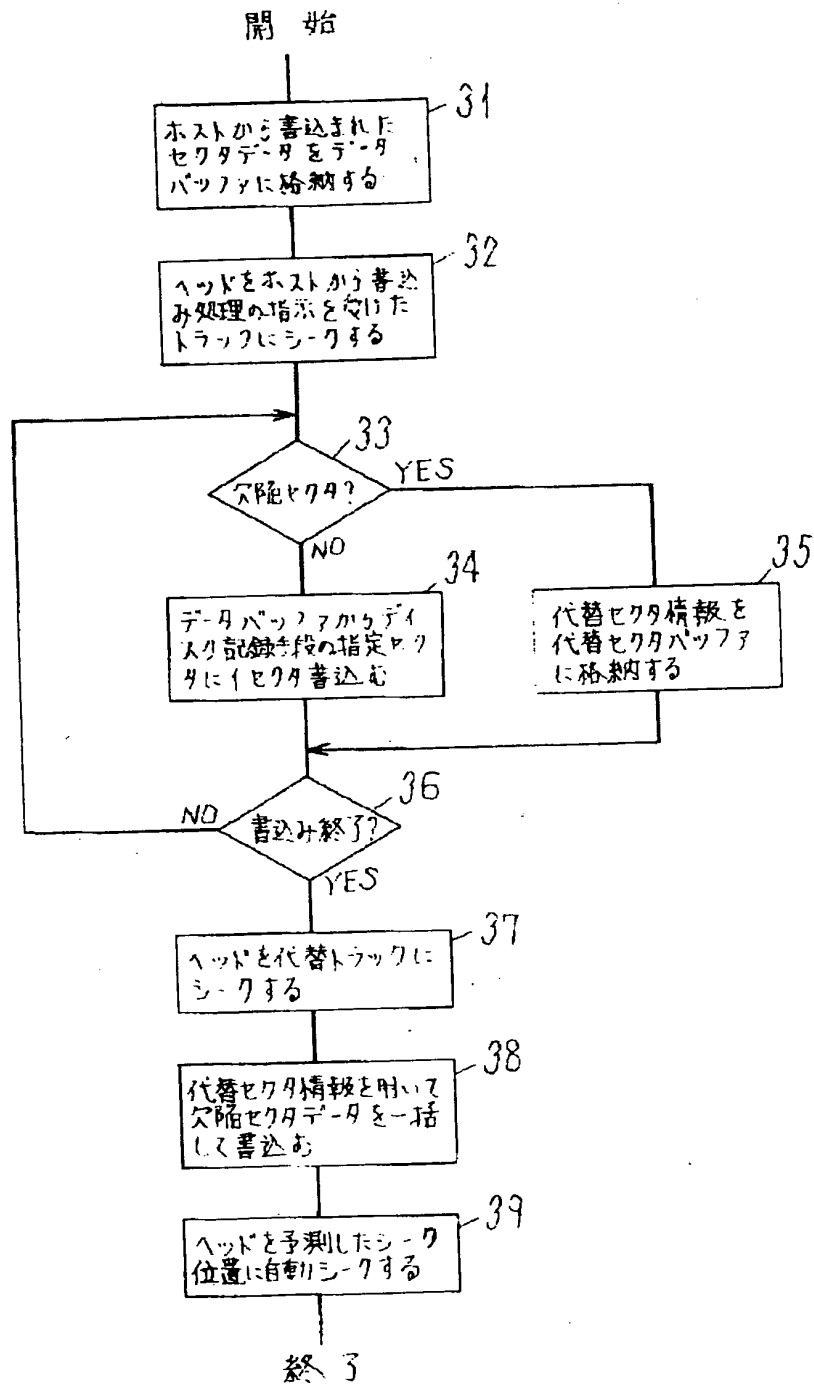 開始
31
ホストから書込まれた
セクタデータをデータ
バッファに格納する
32
ヘッドをホストから書込
み処理の指示を受けた
トラックにシークする
33
欠陥セクタ?
YES
NO
34
データバッファからディ
スク記録手段の指定セク
タに1セクタ書込む
35
代替セクタ情報を
代替セクタバッファ
に格納する
36
書込み終了?
NO
YES
37
ヘッドを代替トラックに
シークする
38
代替セクタ情報を用いて
欠陥セクタデータを一括
して書込む
39
ヘッドを予測したシーク
位置に自動シークする
終了